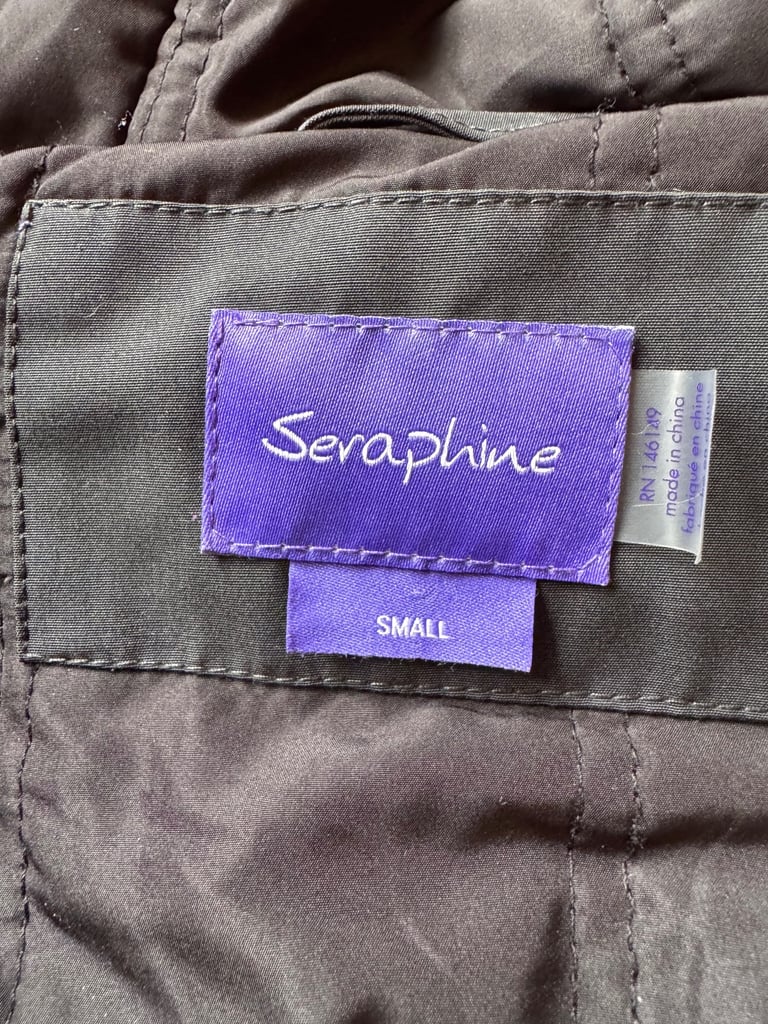 Seraphine
SMALL
RN 146149
made in china
fabriqué en chine